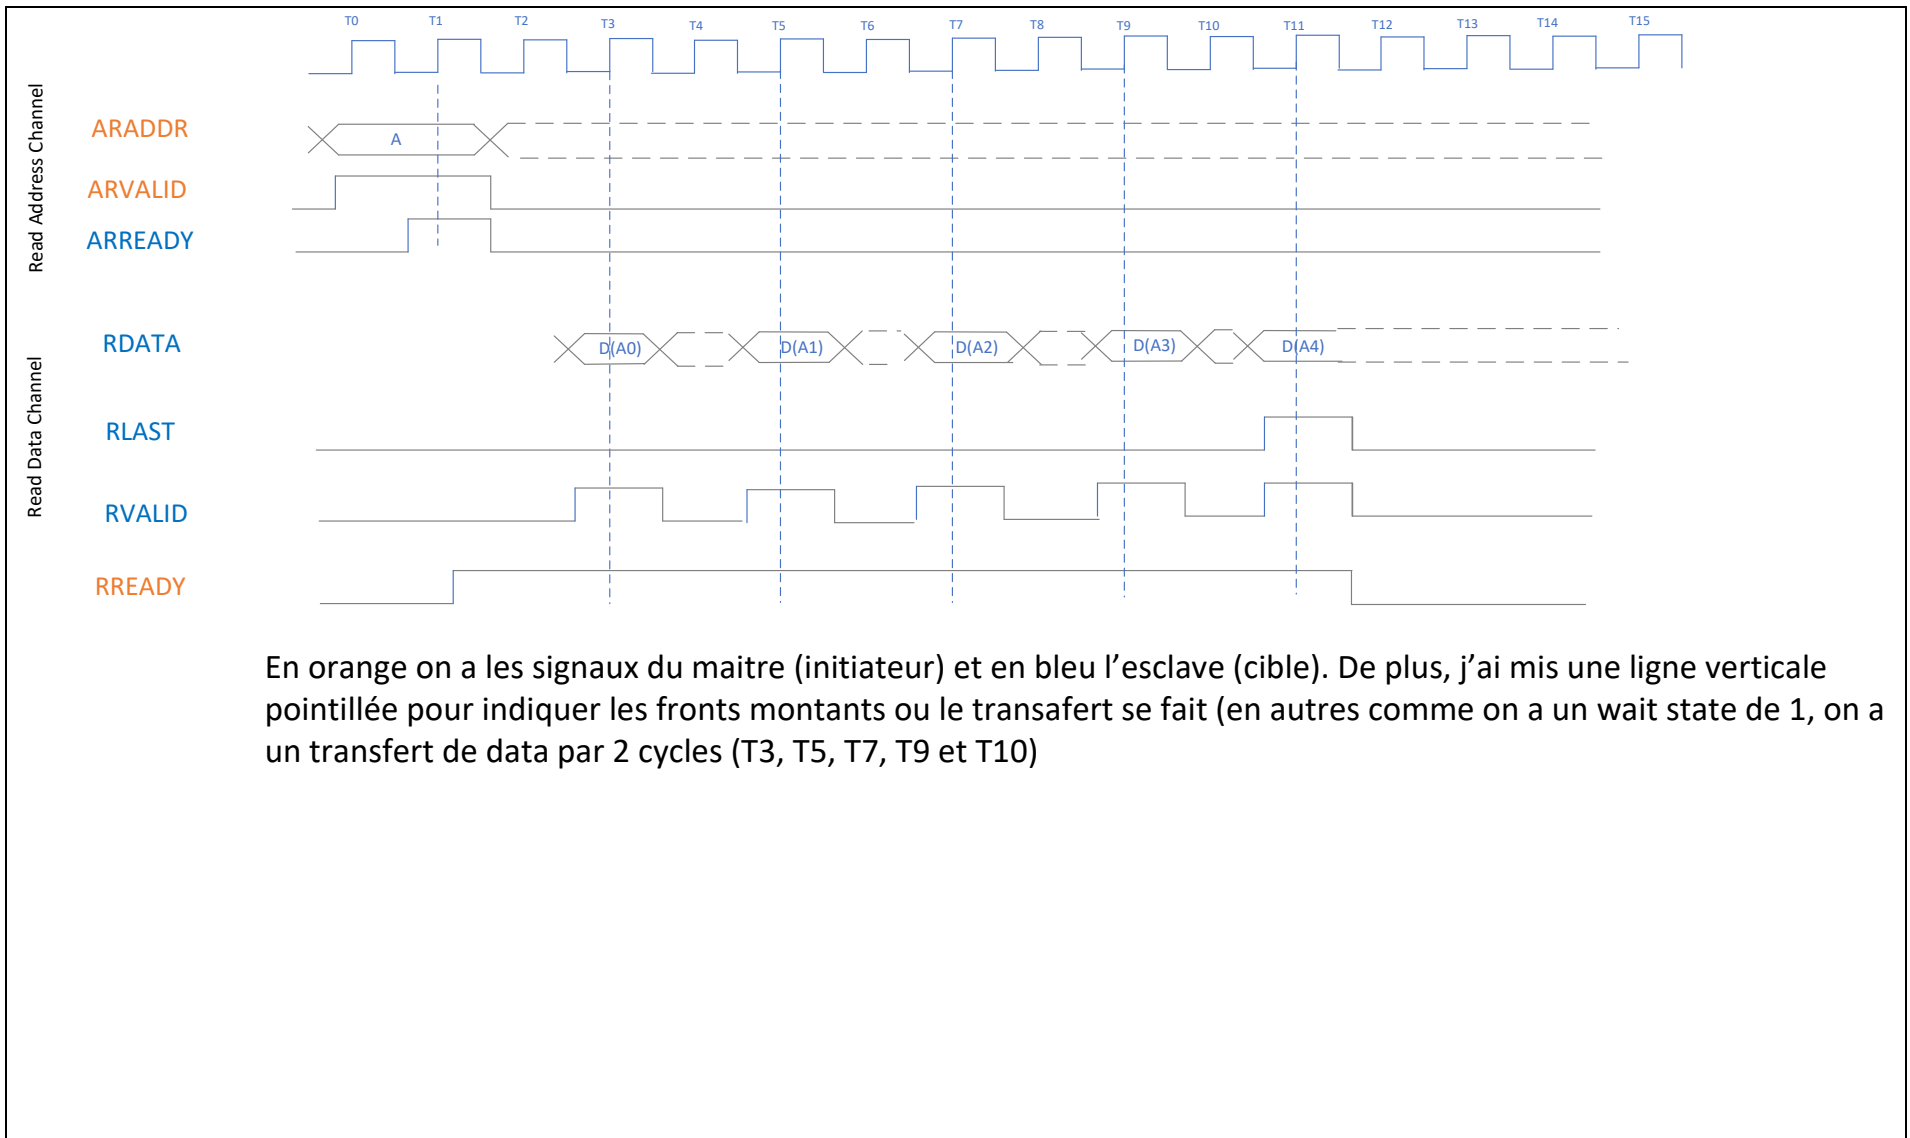 T0 T1 T2 T3 T4 T5 T6 T7 T8 T9 T10 T11 T12 T13 T14 T15
Read Address Channel
ARADDR
A
ARVALID
ARREADY
Read Data Channel
RDATA
D(A0) D(A1) D(A2) D(A3) D(A4)
RLAST
RVALID
RREADY
En orange on a les signaux du maitre (initiateur) et en bleu l’esclave (cible). De plus, j’ai mis une ligne verticale
pointillée pour indiquer les fronts montants ou le transafert se fait (en autres comme on a un wait state de 1, on a
un transfert de data par 2 cycles (T3, T5, T7, T9 et T10)